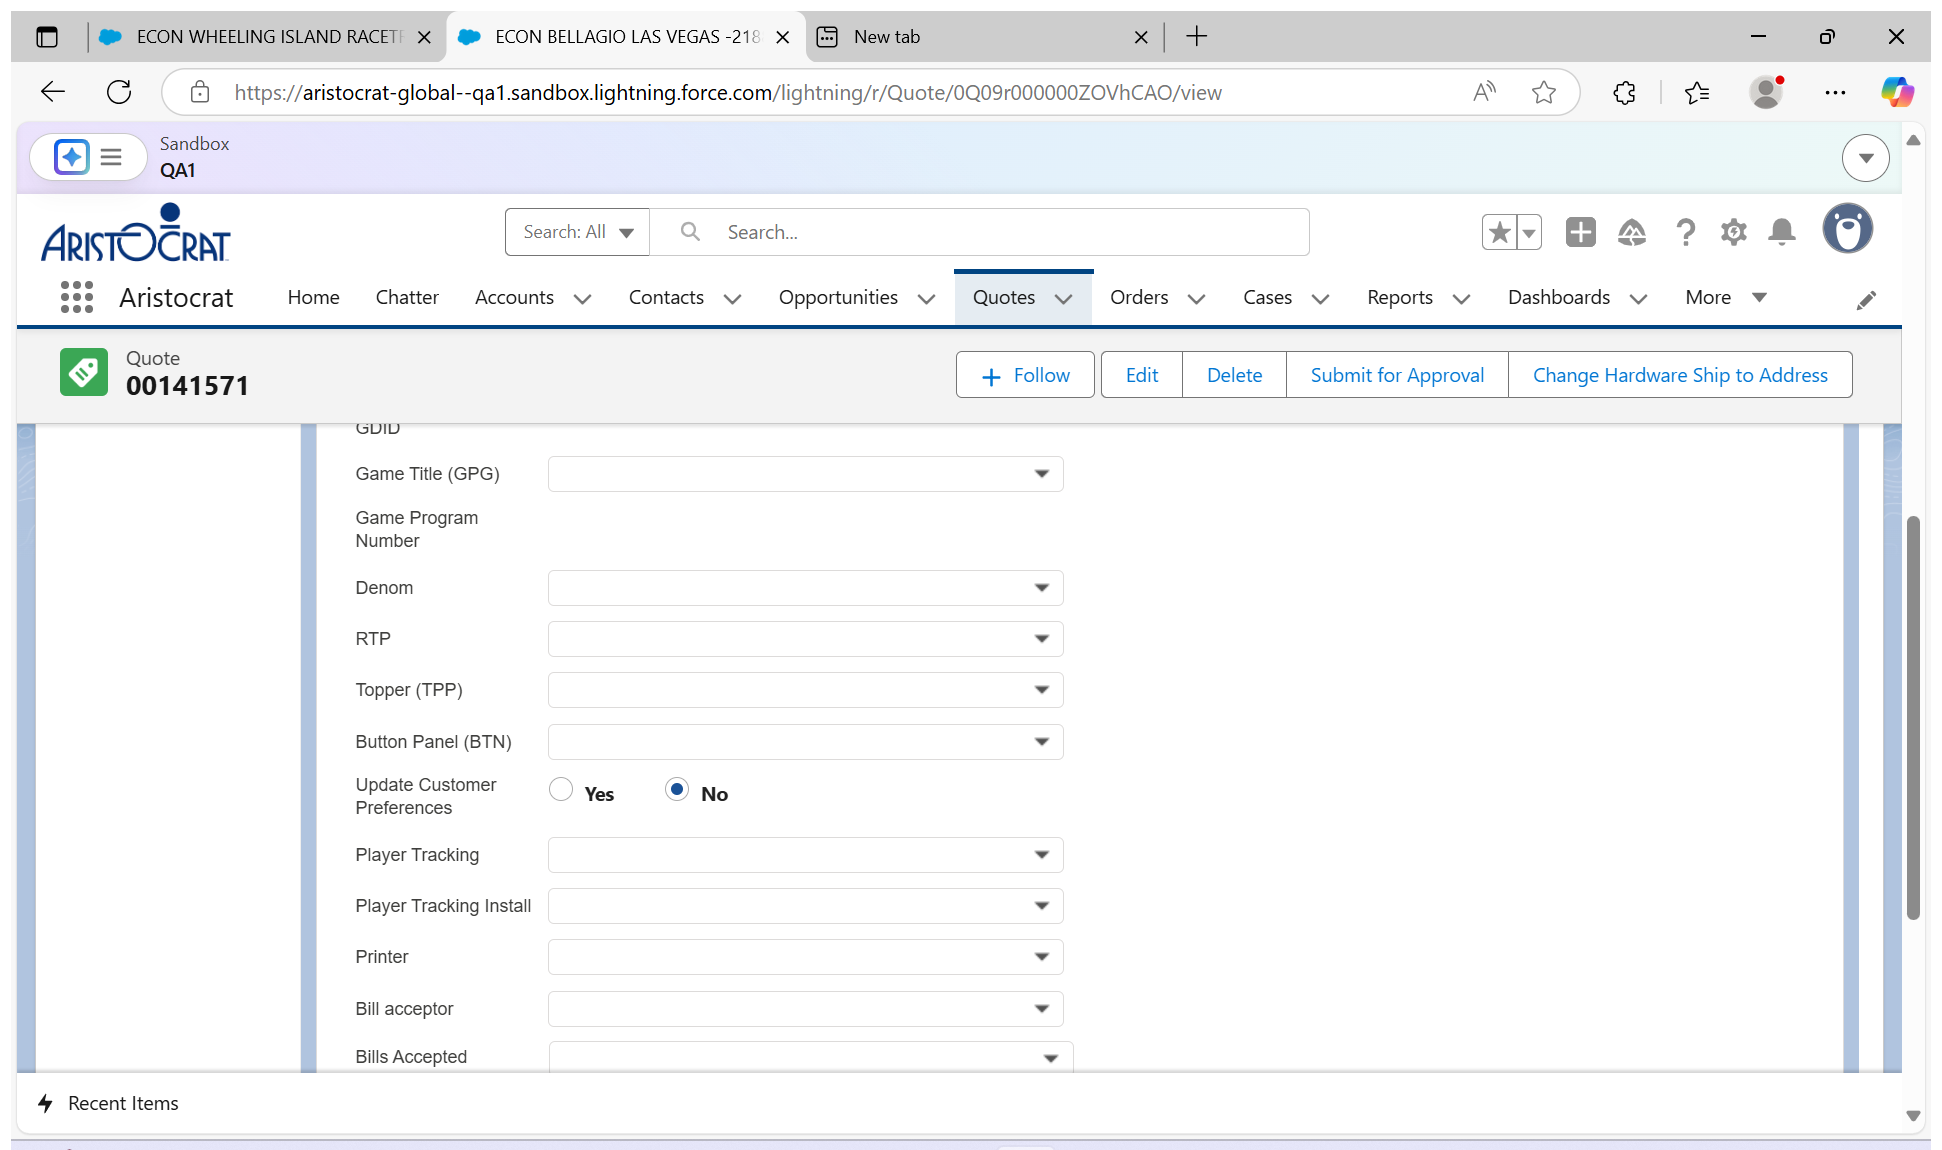 ECON WHEELING ISLAND RACET
ECON BELLAGIO LAS VEGAS -218
New tab
https://aristocrat-global--qa1.sandbox.lightning.force.com/lightning/r/Quote/0Q09r000000ZOVhCAO/view
Sandbox
QA1
ARISTOCRAT
Search: All
Search...
Aristocrat
Home
Chatter
Accounts
Contacts
Opportunities
Quotes
Orders
Cases
Reports
Dashboards
More
Quote
00141571
Follow
Edit
Delete
Submit for Approval
Change Hardware Ship to Address
GDID
Game Title (GPG)
Game Program
Number
Denom
RTP
Topper (TPP)
Button Panel (BTN)
Update Customer
Preferences
Yes
No
Player Tracking
Player Tracking Install
Printer
Bill acceptor
Bills Accepted
Recent Items